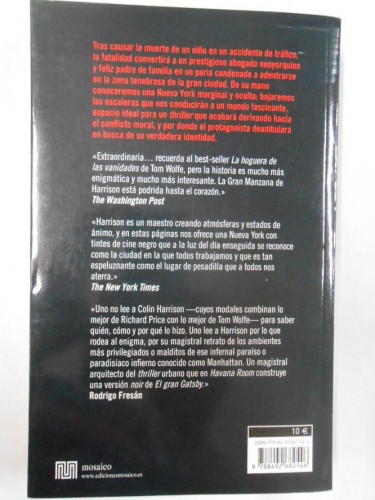 Tras causar la muerte de un niño en un accidente de tráfico,
la fatalidad convertirá a un prestigioso abogado neoyorquino
y feliz padre de familia en un paria condenado a adentrarse
en la zona tenebrosa de la gran ciudad. De su mano
conoceremos una Nueva York marginal y oculta; bajaremos
las escaleras que nos conducirán a un mundo fascinante,
espacio ideal para un thriller que acabará derivando hacia
el conflicto moral, y por donde el protagonista deambulará
en busca de su verdadera identidad.
«Extraordinaria... recuerda al best-seller La hoguera de
las vanidades de Tom Wolfe, pero la historia es mucho más
enigmática y mucho más interesante. La Gran Manzana de
Harrison está podrida hasta el corazón.»
The Washington Post
«Harrison es un maestro creando atmósferas y estados de
ánimo, y en estas páginas nos ofrece una Nueva York con
tintes de cine negro que a la luz del día enseguida se reconoce
como la ciudad en la que todos trabajamos y que es tan
espeluznante como el lugar de pesadilla que a todos nos
aterra.»
The New York Times
«Uno no lee a Colin Harrison —cuyos modales combinan lo
mejor de Richard Price con lo mejor de Tom Wolfe— para saber
quién, cómo y por qué lo hizo. Uno lee a Harrison por lo que
rodea al enigma, por su magistral retrato de los ambientes
más privilegiados o malditos de ese infernal paraíso o
paradisíaco infierno conocido como Manhattan. Un magistral
arquitecto del thriller urbano que en Havana Room construye
una versión noir de El gran Gatsby.»
Rodrigo Fresán
10 €
mosaico
www.edicionesmosaico.es
9 788492 682546